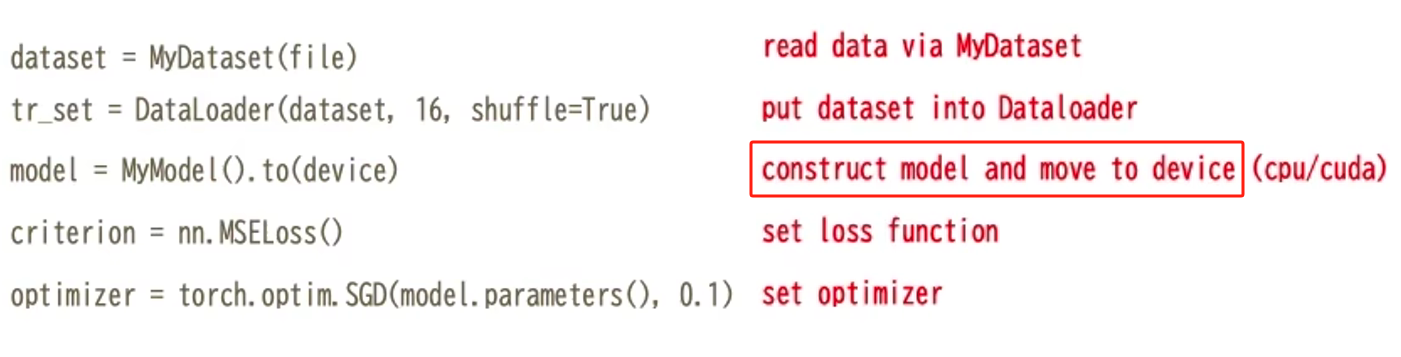 dataset = MyDataset(file) read data via MyDataset
tr_set = DataLoader(dataset, 16, shuffle=True) put dataset into Dataloader
model = MyModel().to(device) construct model and move to device (cpu/cuda)
criterion = nn.MSELoss() set loss function
optimizer = torch.optim.SGD(model.parameters(), 0.1) set optimizer